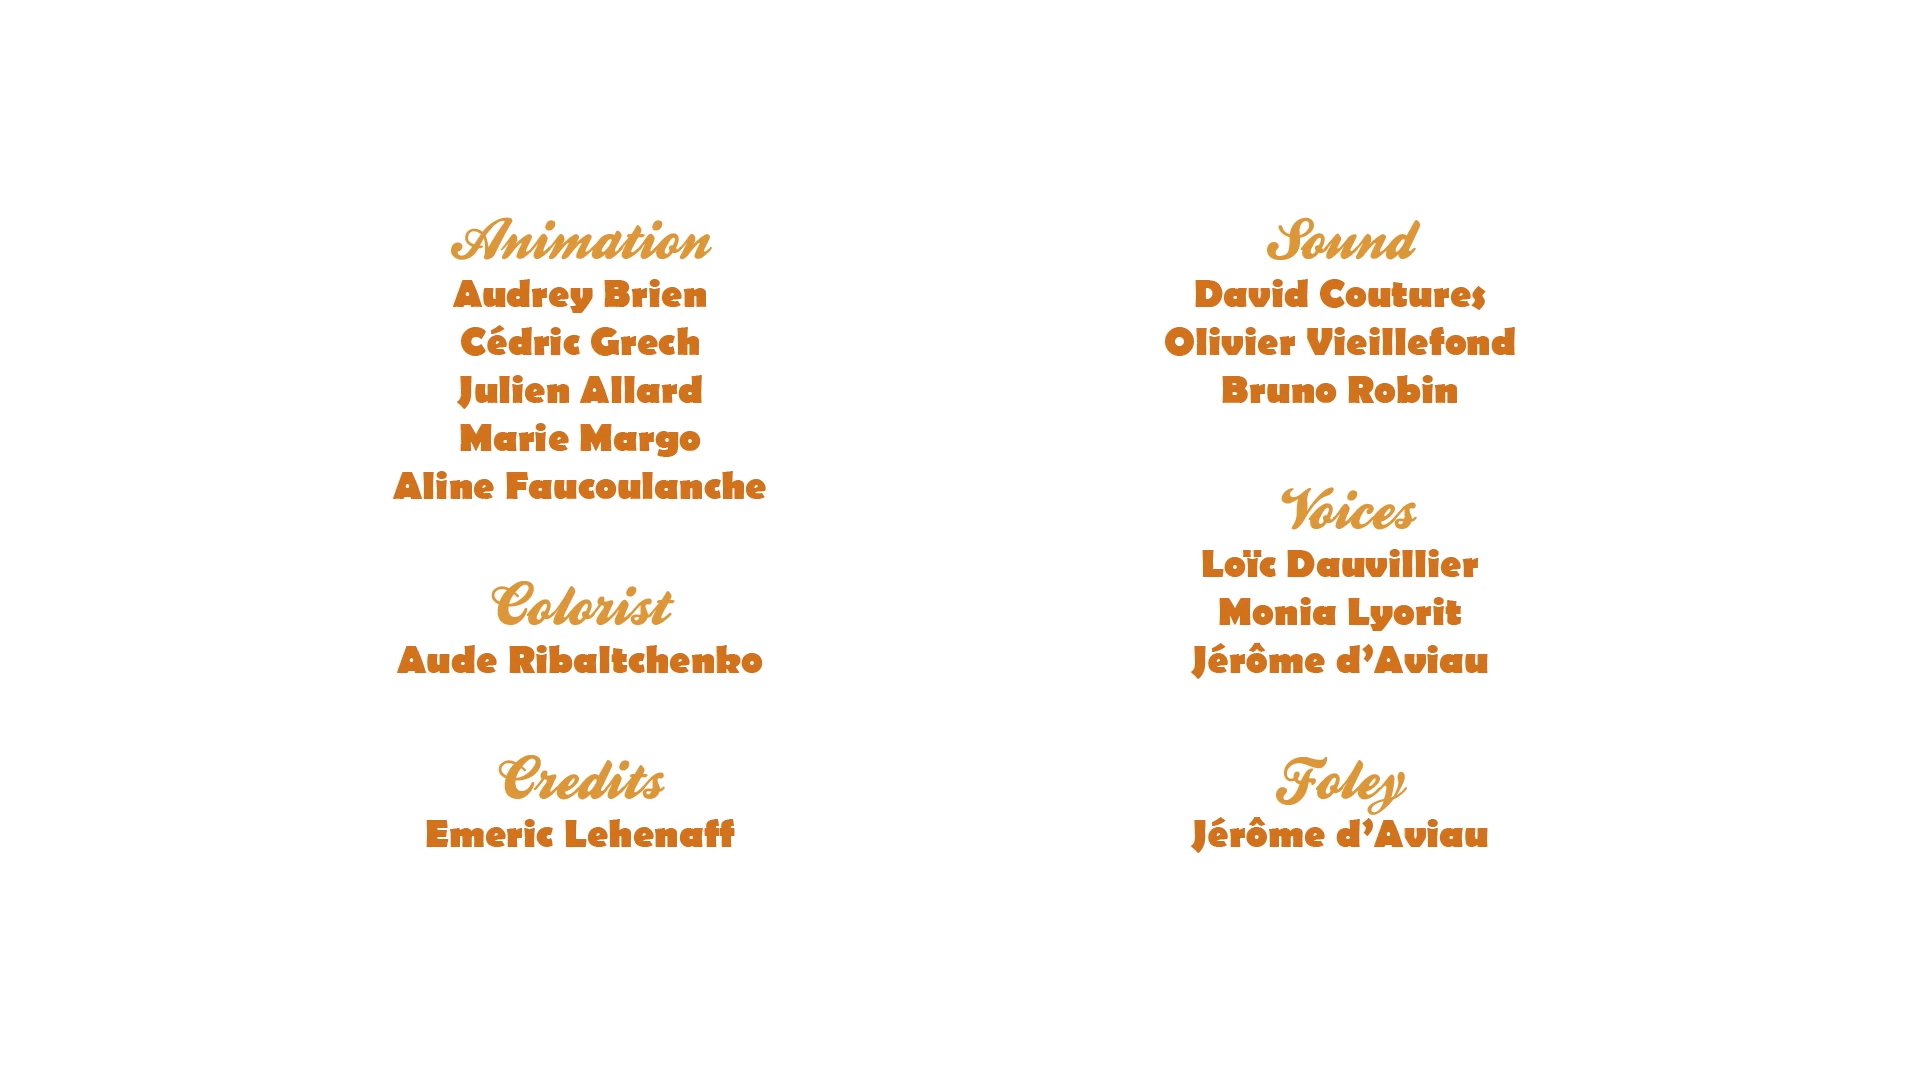 Animation
Audrey Brien
Cédric Grech
Julien Allard
Marie Margo
Aline Faucoulanche
Colorist
Aude Ribaltchenko
Credits
Emeric Lehenaff
Sound
David Coutures
Olivier Vieillefond
Bruno Robin
Voices
Loïc Dauvillier
Monia Lyorit
Jérôme d’Aviau
Foley
Jérôme d’Aviau